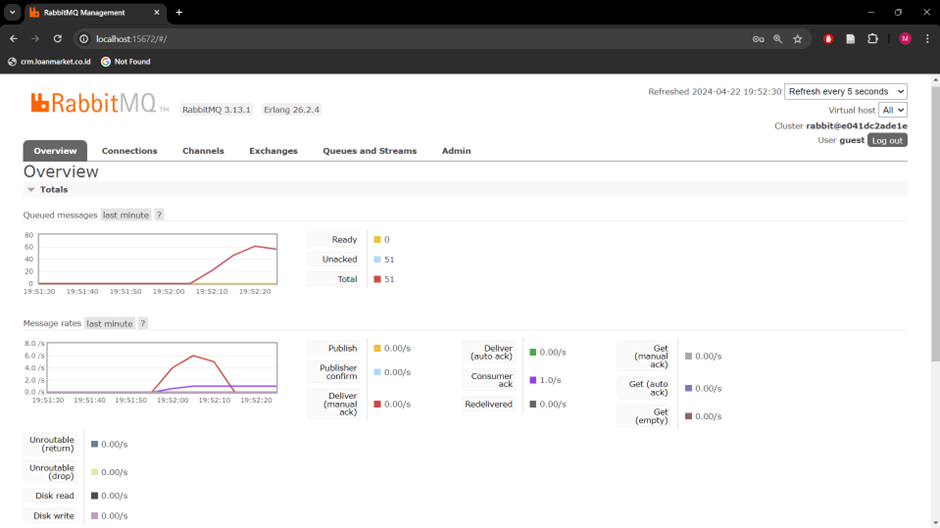 RabbitMQ Management
localhost:15672/#/
crm.loanmarket.co.id Not Found
RabbitMQ TM RabbitMQ 3.13.1 Erlang 26.2.4
Refreshed 2024-04-22 19:52:30 Refresh every 5 seconds
Virtual host All
Cluster rabbit@e041dc2ade1e
User guest Log out
Overview Connections Channels Exchanges Queues and Streams Admin
Overview
Totals
Queued messages last minute ?
80
60
40
20
0
19:51:30 19:51:40 19:51:50 19:52:00 19:52:10 19:52:20
Ready 0
Unacked 51
Total 51
Message rates last minute ?
8.0 /s
6.0 /s
4.0 /s
2.0 /s
0.0 /s
19:51:30 19:51:40 19:51:50 19:52:00 19:52:10 19:52:20
Publish 0.00/s
Publisher
confirm 0.00/s
Deliver
(manual
ack) 0.00/s
Deliver
(auto ack) 0.00/s
Consumer
ack 1.0/s
Redelivered 0.00/s
Get
(manual
ack) 0.00/s
Get (auto
ack) 0.00/s
Get
(empty) 0.00/s
Unroutable
(return) 0.00/s
Unroutable
(drop) 0.00/s
Disk read 0.00/s
Disk write 0.00/s